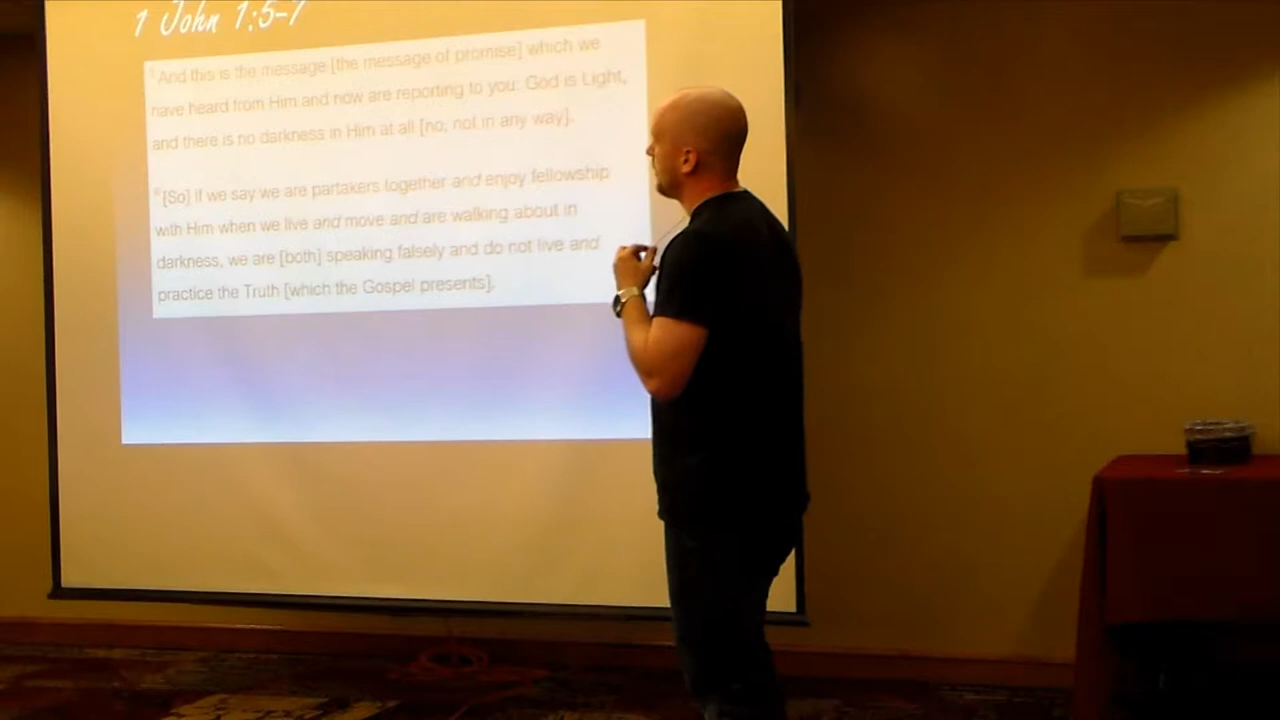 1 John 1:5-7
5 And this is the message [the message of promise] which we
have heard from Him and now are reporting to you: God is Light,
and there is no darkness in Him at all [no, not in any way].
6 [So] if we say we are partakers together and enjoy fellowship
with Him when we live and move and are walking about in
darkness, we are [both] speaking falsely and do not live and
practice the Truth [which the Gospel presents].